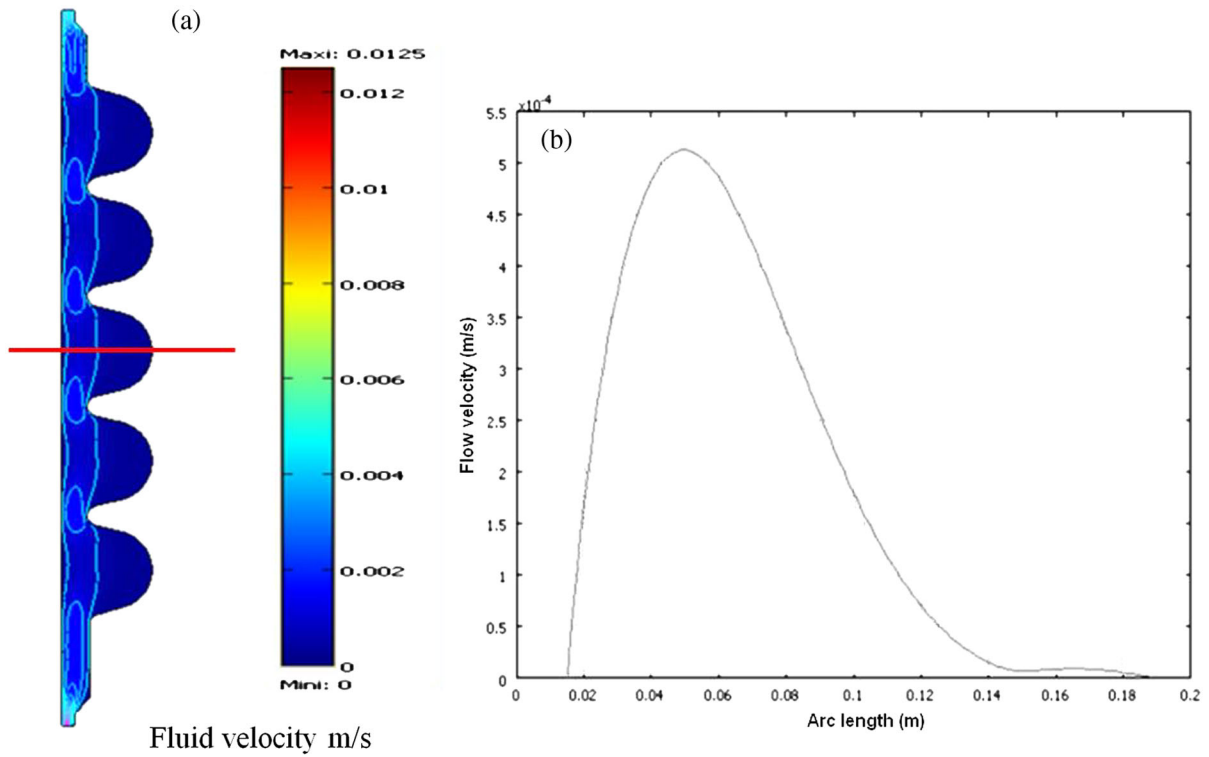 (a)
Maxi: 0.0125
0.012
0.01
0.008
0.006
0.004
0.002
0
Mini: 0
Fluid velocity m/s
x10-4
(b)
5.5
5
4.5
4
3.5
3
2.5
2
1.5
1
0.5
0
Flow velocity (m/s)
0 0.02 0.04 0.06 0.08 0.1 0.12 0.14 0.16 0.18 0.2
Arc length (m)